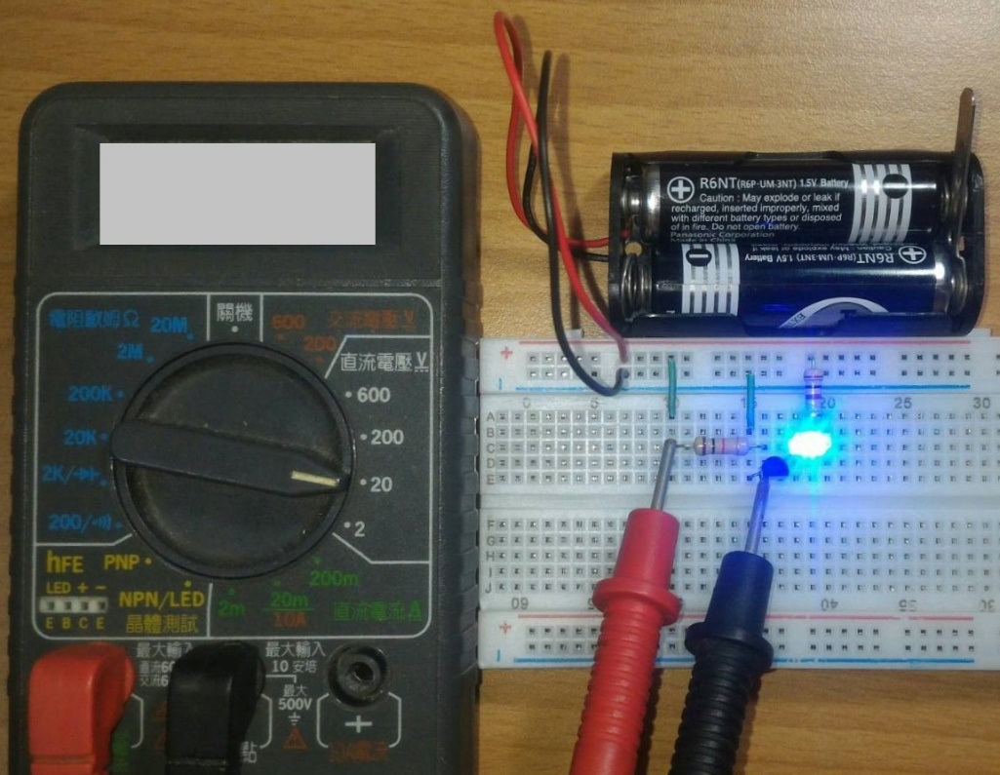 R6NT(R6P·UM-3NT) 1.5V Battery
Caution : May explode or leak if
recharged, inserted improperly, mixed
with different battery types or disposed
of in fire. Do not open battery.
Panasonic Corporation
Made in China
R6NT(R6P·UM-3NT) 1.5V Battery
電阻歐姆Ω
20M
2M
200K
20K
2K/
200/
關機
600
交流電壓V
200
直流電壓V
600
200
20
2
hFE
PNP
LED + −
NPN/LED
E B C E
晶體測試
2m
20m
10A
200m
直流電流A
最大輸入
最大輸入
10 安培
最大
500V
+
+
0
5
10
15
20
25
30
A
B
C
D
E
F
G
H
I
J
60
40
35
30
+